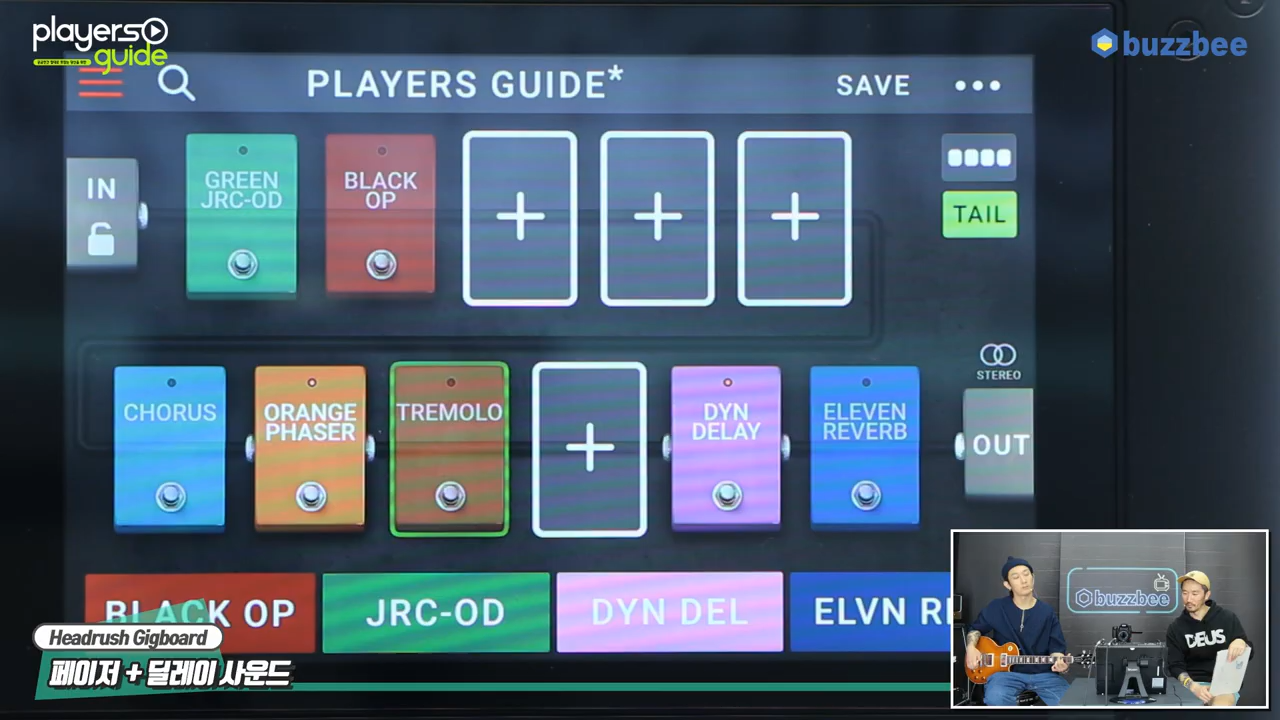 players
guide
buzzbee
PLAYERS GUIDE*
SAVE
IN
GREEN
JRC-OD
BLACK
OP
TAIL
STEREO
CHORUS
ORANGE
PHASER
TREMOLO
DYN
DELAY
ELEVEN
REVERB
OUT
BLACK OP
JRC-OD
DYN DEL
ELVN R
Headrush Gigboard
페이저 + 딜레이 사운드
buzzbee
DEUS